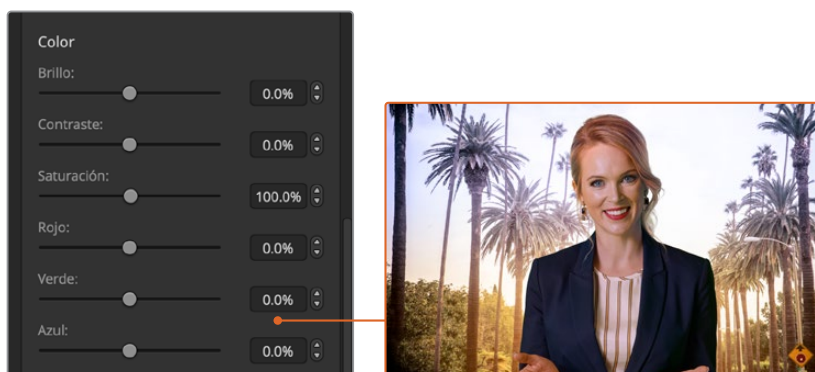 Color
Brillo:
0.0%
Contraste:
0.0%
Saturación:
100.0%
Rojo:
0.0%
Verde:
0.0%
Azul:
0.0%